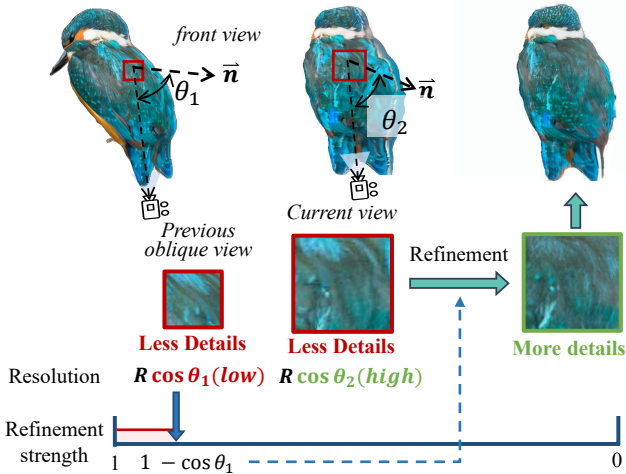 front view
n⃗
θ₁
n⃗
θ₂
Previous
oblique view
Current view
Refinement
Less Details
Less Details
More details
Resolution
R cos θ₁(low)
R cos θ₂(high)
Refinement
strength
1
1 − cos θ₁
0